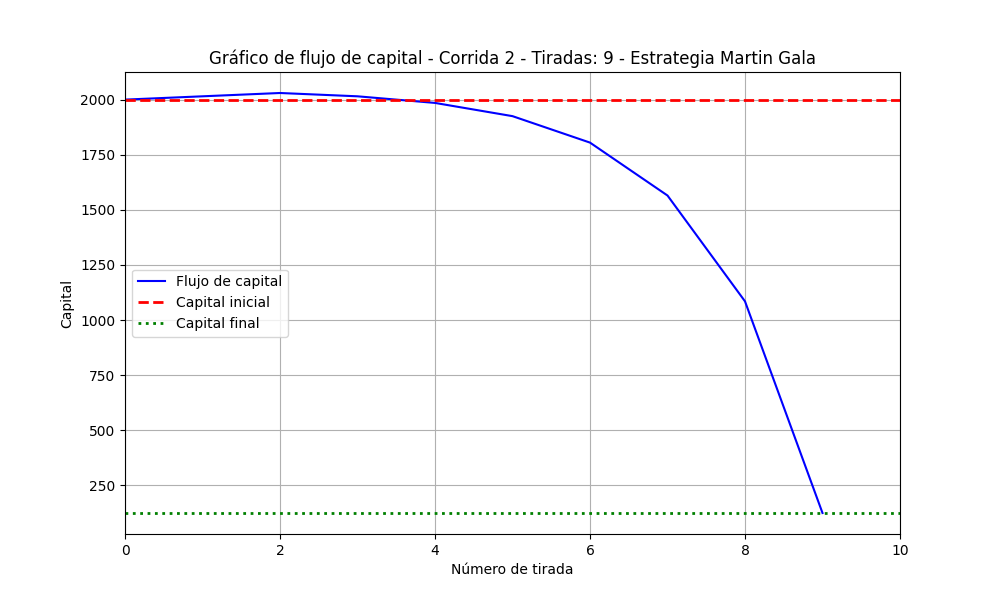 Gráfico de flujo de capital - Corrida 2 - Tiradas: 9 - Estrategia Martin Gala
2000
1750
1500
1250
1000
750
500
250
Capital
Flujo de capital
Capital inicial
Capital final
0 2 4 6 8 10
Número de tirada